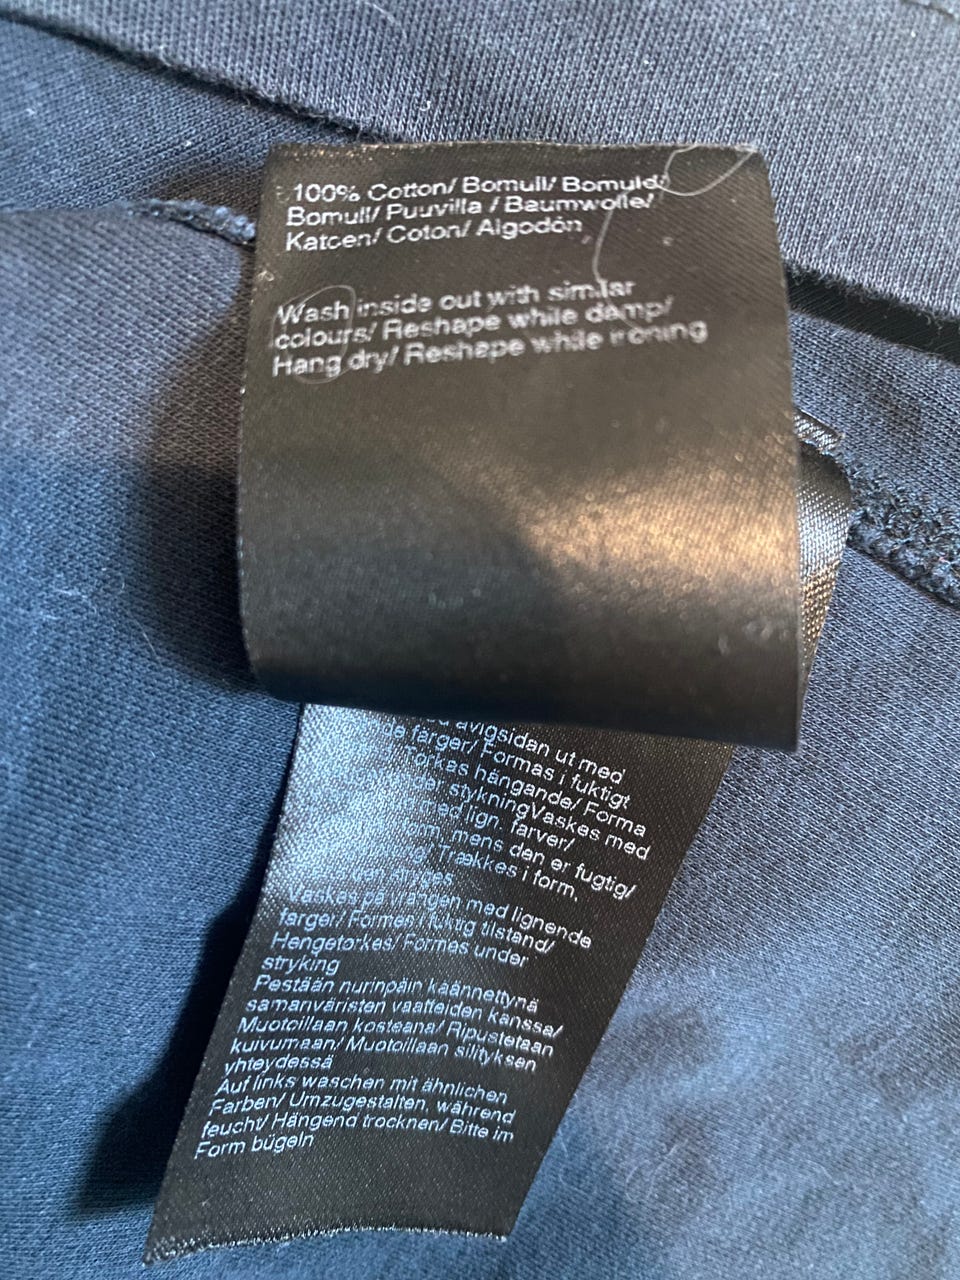 100% Cotton/ Bomull/ Bomuld/
Bomull/ Puuvilla / Baumwolle/
Katoen/ Coton/ Algodón
Wash inside out with similar
colours/ Reshape while damp/
Hang dry/ Reshape while ironing
avigsidan ut med
färger/ Formas i fuktigt
hängande/ Forma
stykningVaskes med
med lign. farver/
form, mens den er fugtig/
Trækkes i form,
Vaskes på vrangen med lignende
farger/ Formes i fuktig tilstand/
Hengetørkes/ Formes under
stryking
Pestään nurinpäin kaännettynä
samanväristen vaatteiden kanssa/
Muotoillaan kosteana/ Ripustetaan
kuivumaan/ Muotoillaan silityksen
yhteydessä
Auf links waschen mit ähnlichen
Farben/ Umzugestalten, während
feucht/ Hängend trocknen/ Bitte im
Form bügeln